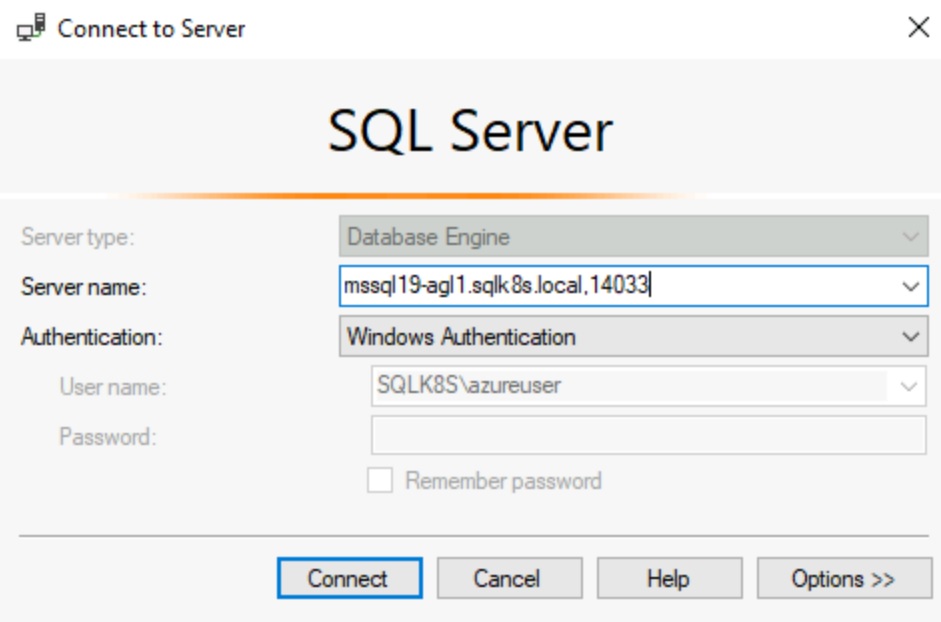 Connect to Server
SQL Server
Server type: Database Engine
Server name: mssql19-agl1.sqlk8s.local,14033
Authentication: Windows Authentication
User name: SQLK8S\azureuser
Password:
Remember password
Connect Cancel Help Options >>